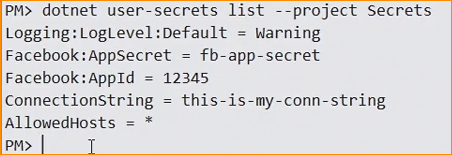 PM> dotnet user-secrets list --project Secrets
Logging:LogLevel:Default = Warning
Facebook:AppSecret = fb-app-secret
Facebook:AppId = 12345
ConnectionString = this-is-my-conn-string
AllowedHosts = *
PM>